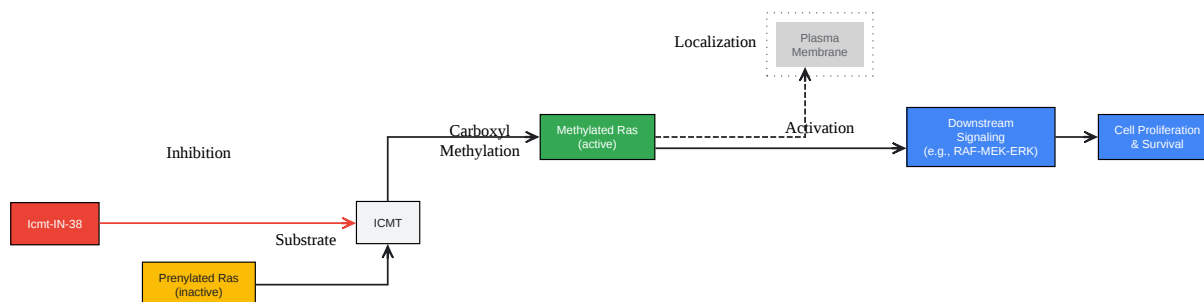 Localization
Plasma
Membrane
Inhibition
Carboxyl
Methylation
Methylated Ras
(active)
Activation
Downstream
Signaling
(e.g., RAF-MEK-ERK)
Cell Proliferation
& Survival
Icmt-IN-38
Substrate
ICMT
Prenylated Ras
(inactive)